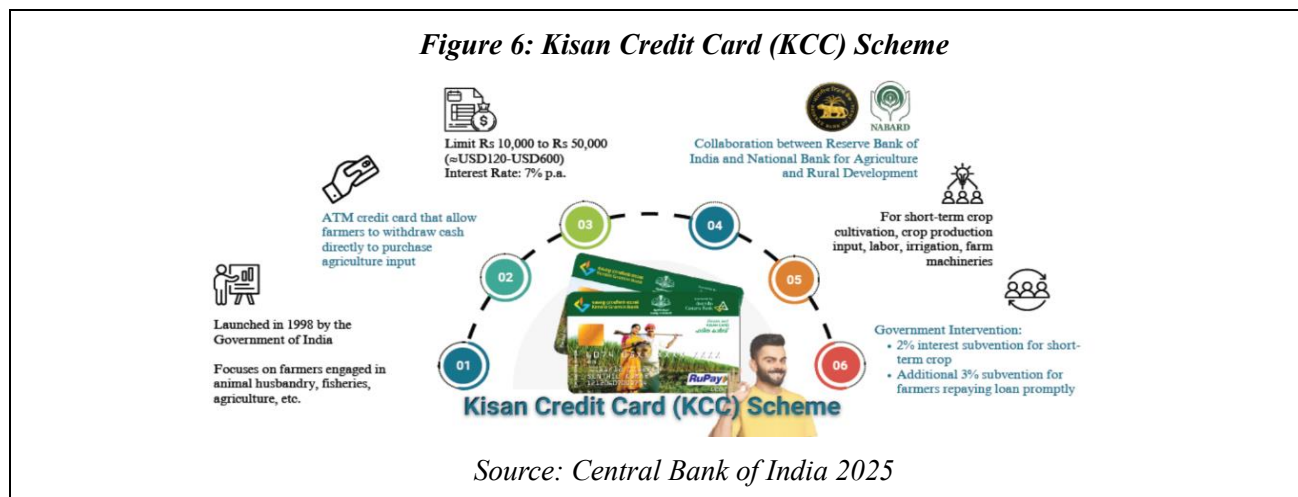 Figure 6: Kisan Credit Card (KCC) Scheme
Limit Rs 10,000 to Rs 50,000
(≈USD120-USD600)
Interest Rate: 7% p.a.
NABARD
Collaboration between Reserve Bank of
India and National Bank for Agriculture
and Rural Development
ATM credit card that allow
farmers to withdraw cash
directly to purchase
agriculture input
03
04
For short-term crop
cultivation, crop production
input, labor, irrigation, farm
machineries
02
05
Launched in 1998 by the
Government of India
Focuses on farmers engaged in
animal husbandry, fisheries,
agriculture, etc.
01
06
Government Intervention:
• 2% interest subvention for short-
term crop
• Additional 3% subvention for
farmers repaying loan promptly
RuPay
Kisan Credit Card (KCC) Scheme
Source: Central Bank of India 2025